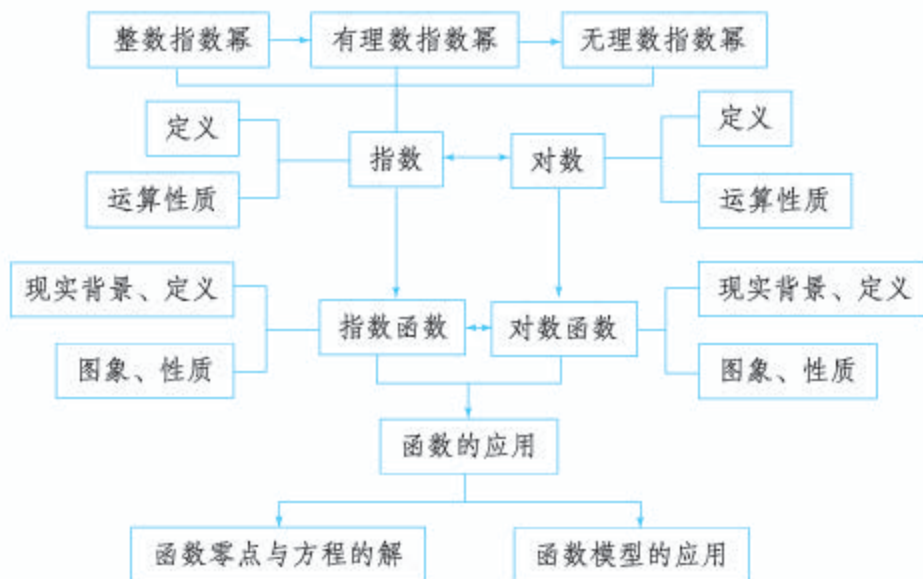 整数指数幂
有理数指数幂
无理数指数幂
定义
指数
对数
定义
运算性质
运算性质
现实背景、定义
指数函数
对数函数
现实背景、定义
图象、性质
图象、性质
函数的应用
函数零点与方程的解
函数模型的应用